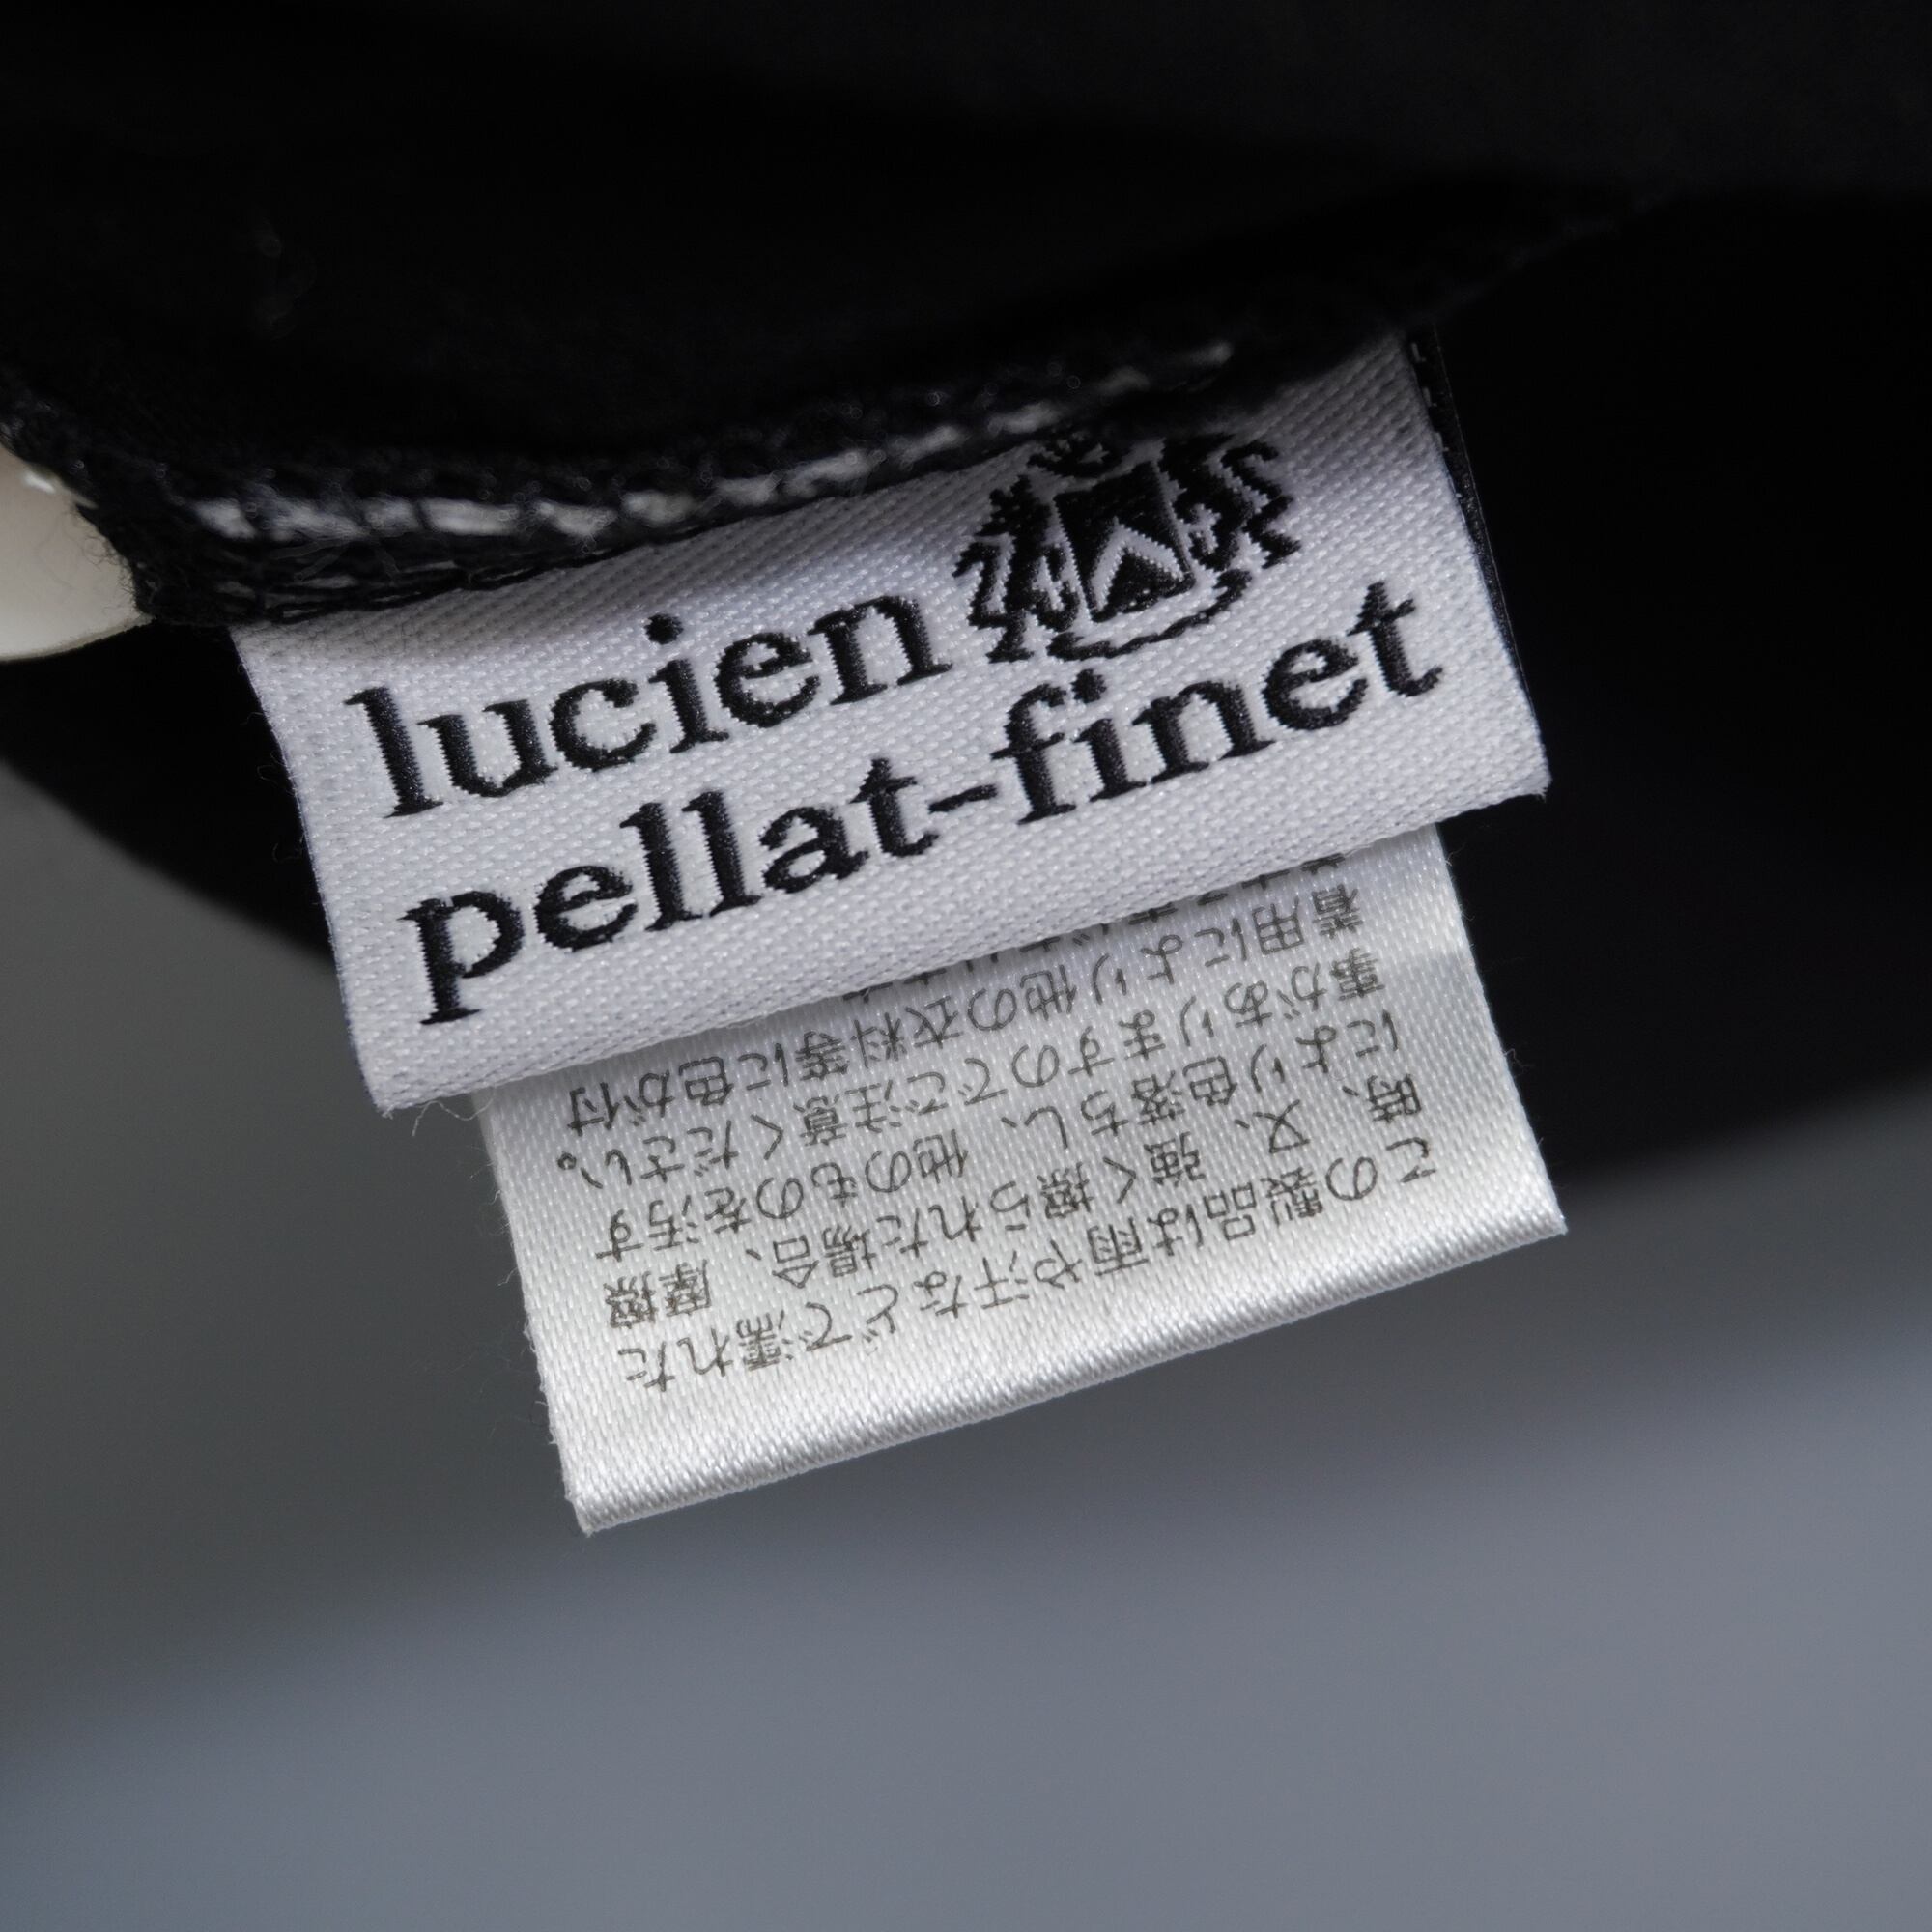 lucien
pellat-finet
この製品は雨や汗などで濡れた
時、又、強く擦られた場合、摩擦
により色落ちし、他のものを汚す
事がありますのでご注意ください。
着用により他の衣料等に色が付